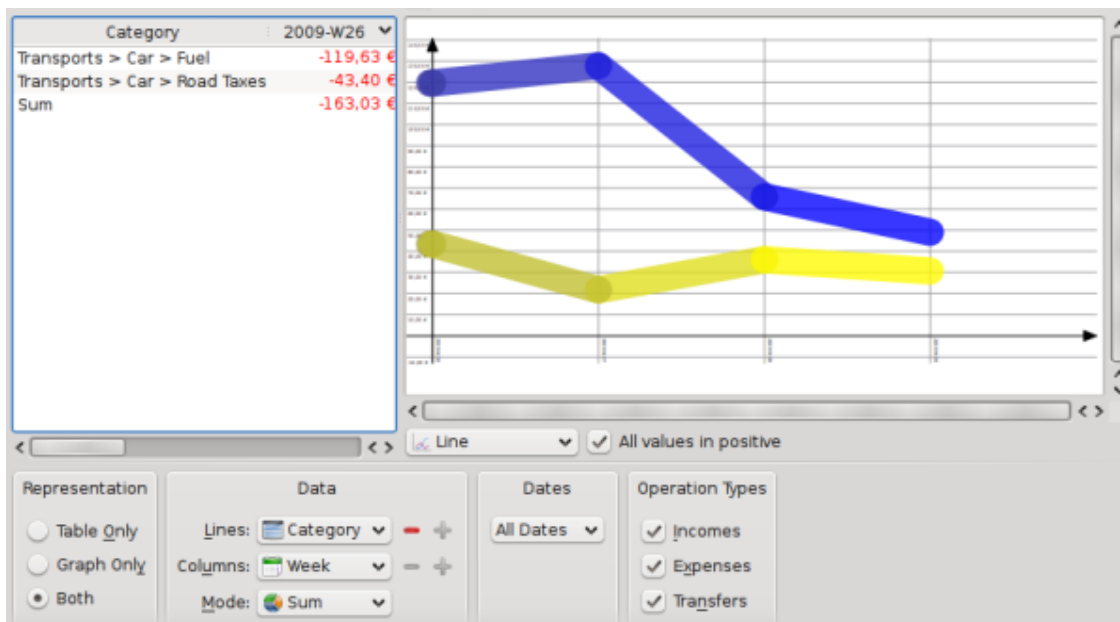 Category 2009-W26
Transports > Car > Fuel -119,63 €
Transports > Car > Road Taxes -43,40 €
Sum -163,03 €
Line All values in positive
Representation Data Dates Operation Types
Table Only Lines: Category All Dates Incomes
Graph Only Columns: Week Expenses
Both Mode: Sum Transfers